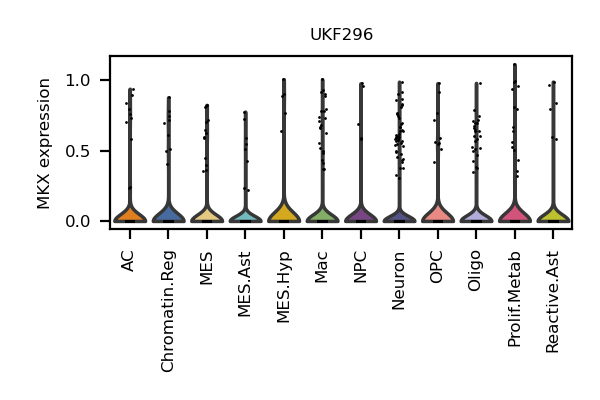 UKF296
MKX expression
1.0
0.5
0.0
AC
Chromatin.Reg
MES
MES.Ast
MES.Hyp
Mac
NPC
Neuron
OPC
Oligo
Prolif.Metab
Reactive.Ast